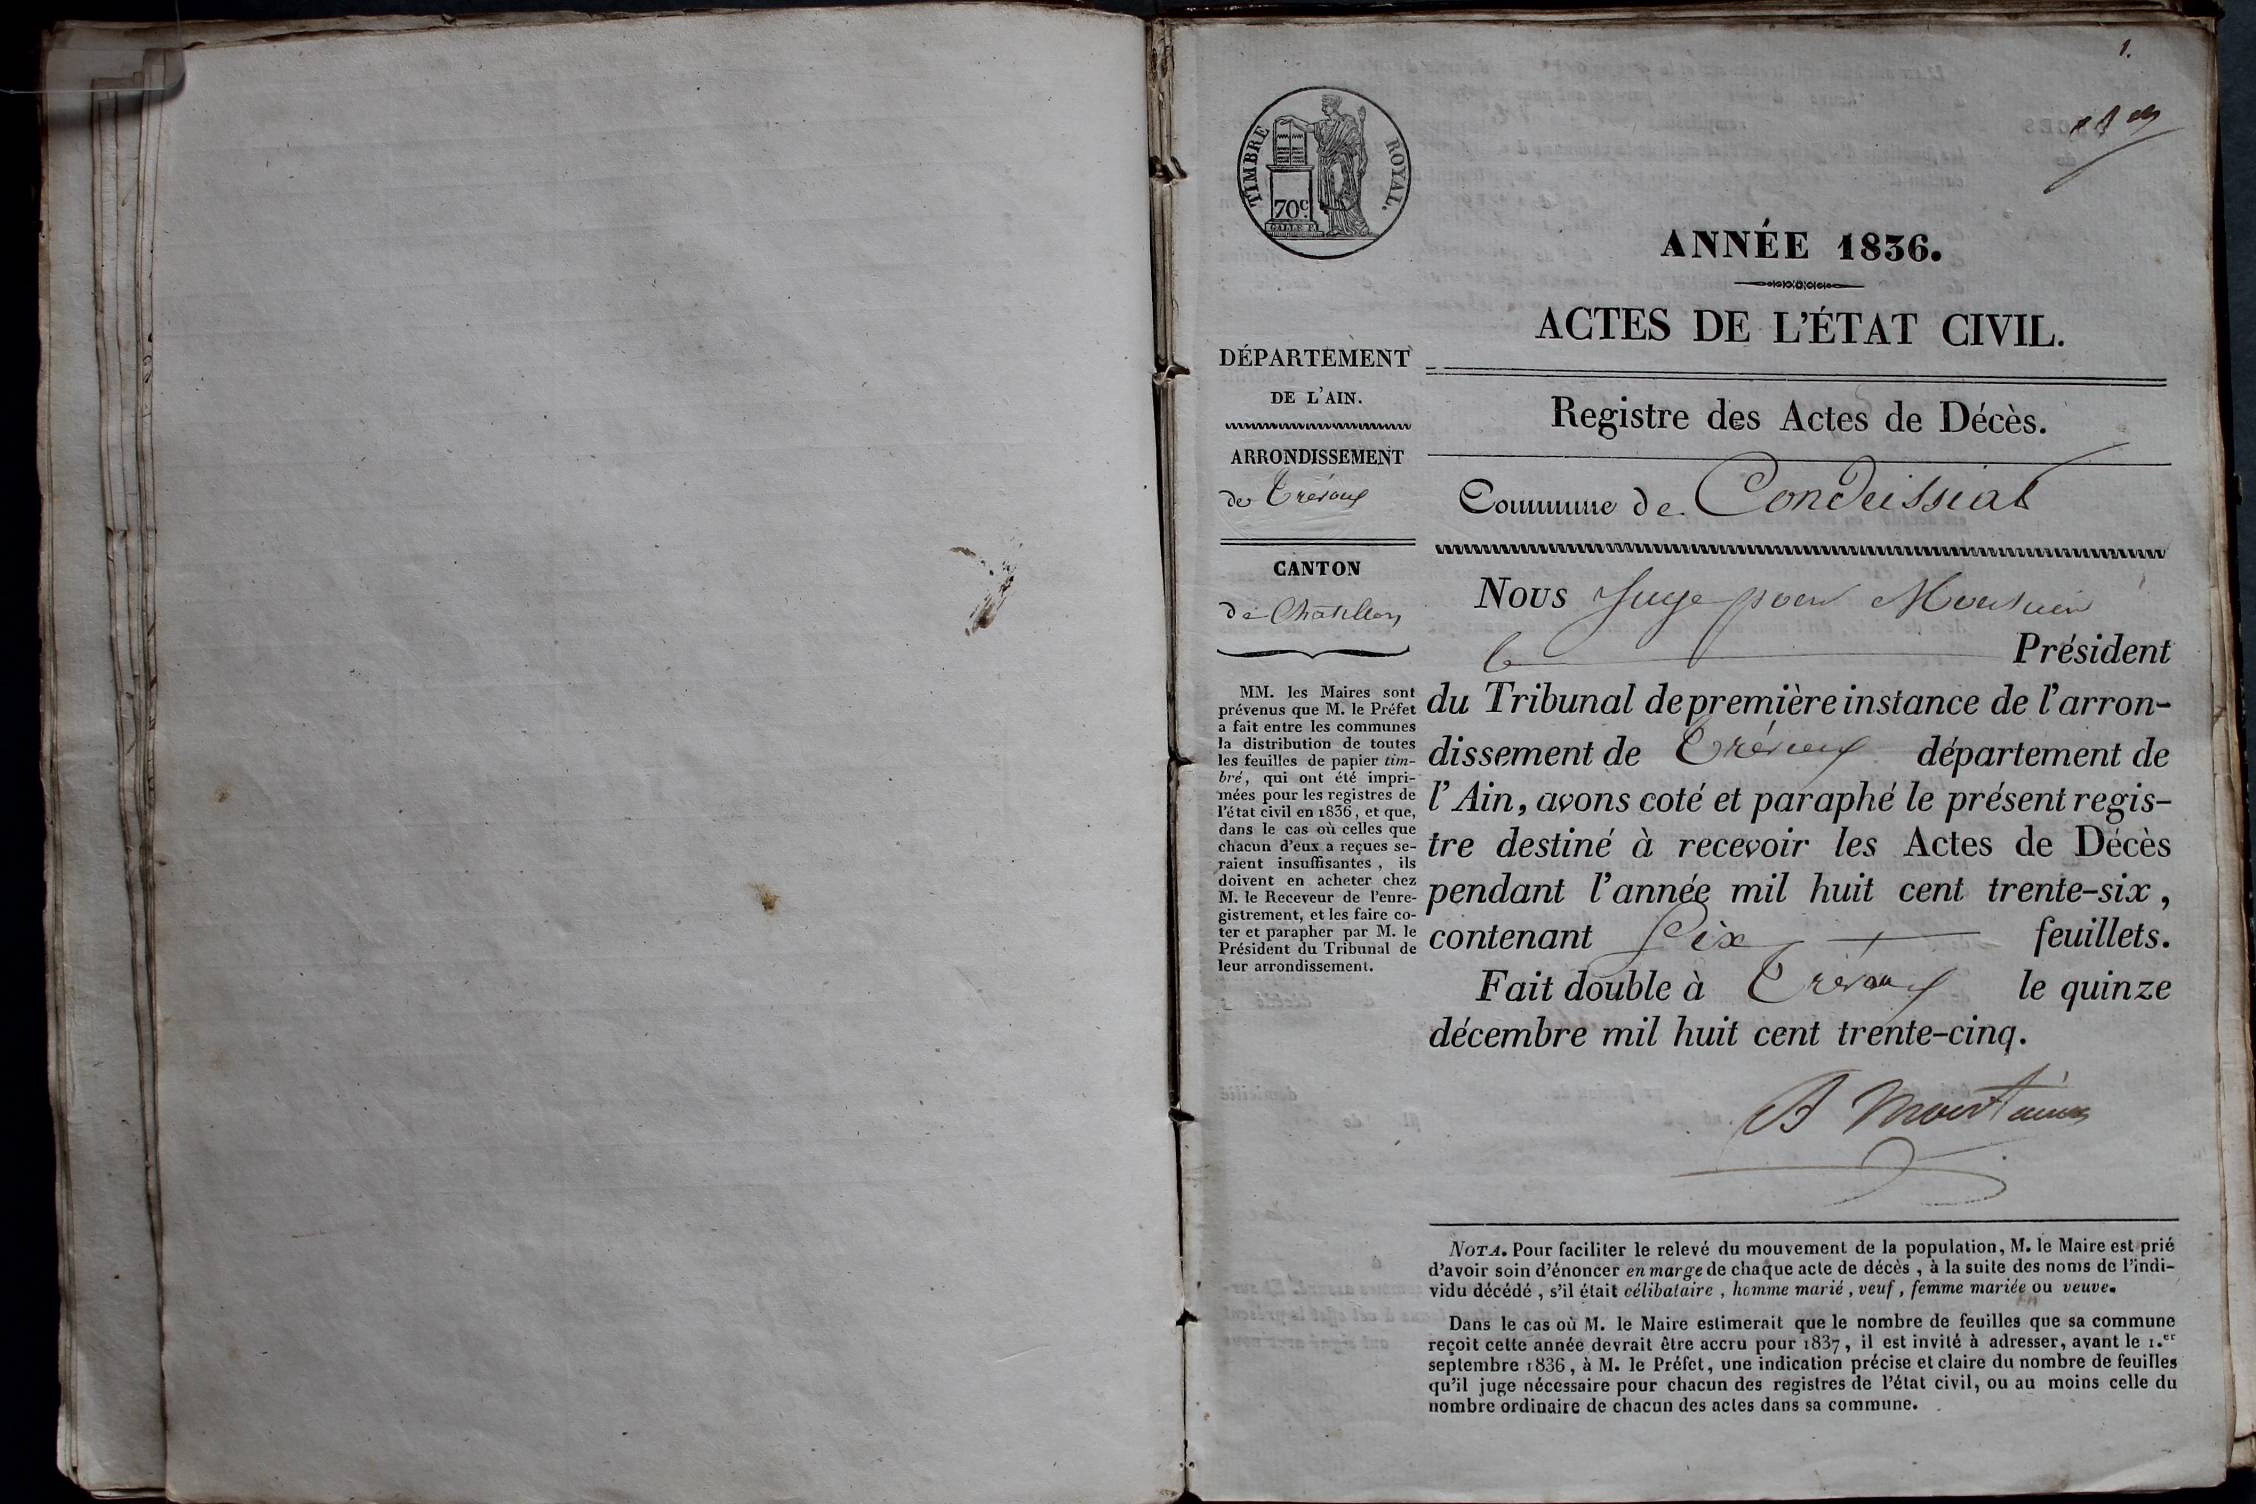 1.
TIMBRE ROYAL.
70c.
ANNÉE 1836.
ACTES DE L'ÉTAT CIVIL.
DÉPARTEMENT
DE L'AIN.
ARRONDISSEMENT
de Trévoux
CANTON
de Châtillon
MM. les Maires sont
prévenus que M. le Préfet
a fait entre les communes
la distribution de toutes
les feuilles de papier tim-
bré, qui ont été impri-
mées pour les registres de
l'état civil en 1836, et que,
dans le cas où celles que
chacun d'eux a reçues se-
raient insuffisantes, ils
doivent en acheter chez
M. le Receveur de l'enre-
gistrement, et les faire co-
ter et parapher par M. le
Président du Tribunal de
leur arrondissement.
Registre des Actes de Décès.
Commune de Condeissiat
Nous Juge pour Monsieur
le Président
du Tribunal de première instance de l'arron-
dissement de Trévoux département de
l'Ain, avons coté et paraphé le présent regis-
tre destiné à recevoir les Actes de Décès
pendant l'année mil huit cent trente-six,
contenant Six feuillets.
Fait double à Trévoux le quinze
décembre mil huit cent trente-cinq.
NOTA. Pour faciliter le relevé du mouvement de la population, M. le Maire est prié
d'avoir soin d'énoncer en marge de chaque acte de décès, à la suite des noms de l'indi-
vidu décédé, s'il était célibataire, homme marié, veuf, femme mariée ou veuve.
Dans le cas où M. le Maire estimerait que le nombre de feuilles que sa commune
reçoit cette année devrait être accru pour 1837, il est invité à adresser, avant le 1.er
septembre 1836, à M. le Préfet, une indication précise et claire du nombre de feuilles
qu'il juge nécessaire pour chacun des registres de l'état civil, ou au moins celle du
nombre ordinaire de chacun des actes dans sa commune.